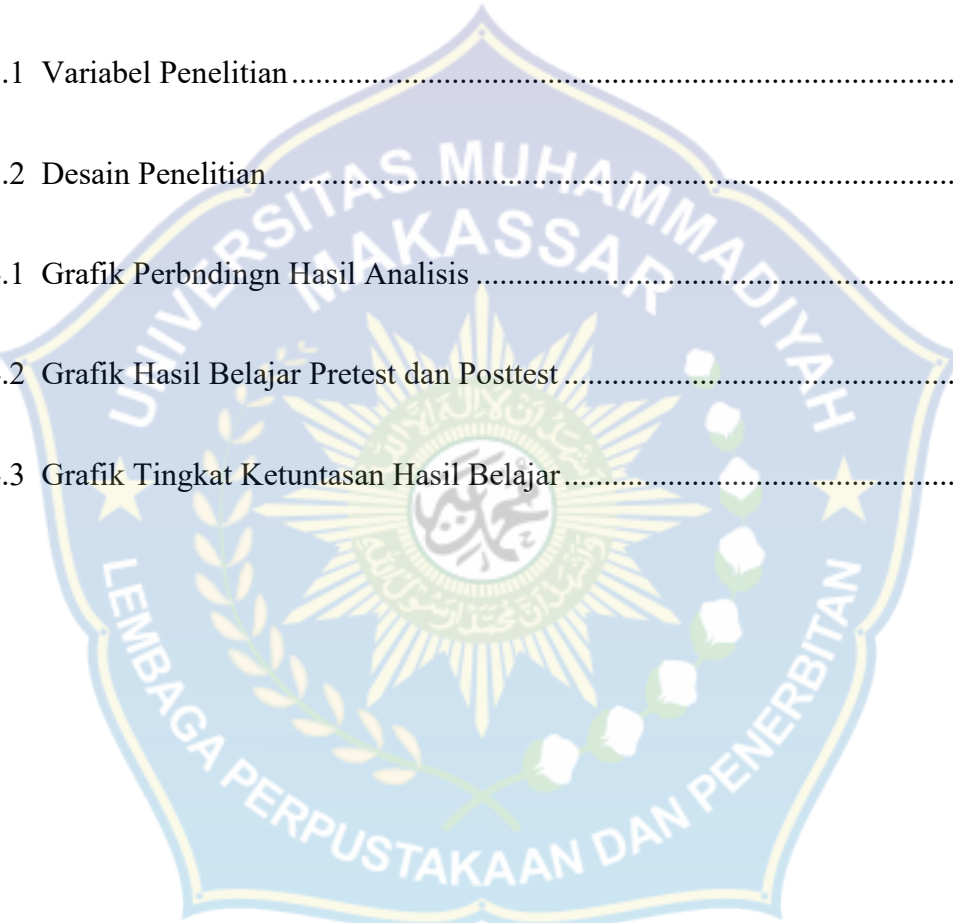 .1 Variabel Penelitian....................................................................................
.2 Desain Penelitian.......................................................................................
.1 Grafik Perbndingn Hasil Analisis ............................................................
.2 Grafik Hasil Belajar Pretest dan Posttest ................................................
.3 Grafik Tingkat Ketuntasan Hasil Belajar................................................
UNIVERSITAS MUHAMMADIYAH
MAKASSAR
LEMBAGA PERPUSTAKAAN DAN PENERBITAN